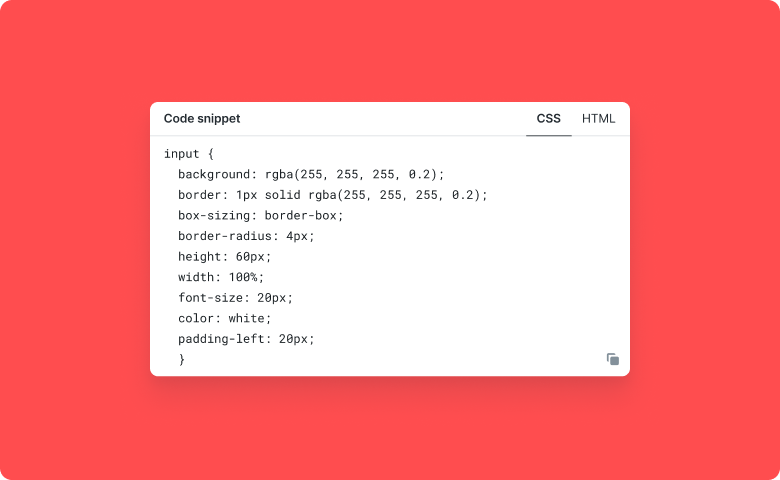 Code snippet CSS HTML
input {
  background: rgba(255, 255, 255, 0.2);
  border: 1px solid rgba(255, 255, 255, 0.2);
  box-sizing: border-box;
  border-radius: 4px;
  height: 60px;
  width: 100%;
  font-size: 20px;
  color: white;
  padding-left: 20px;
  }